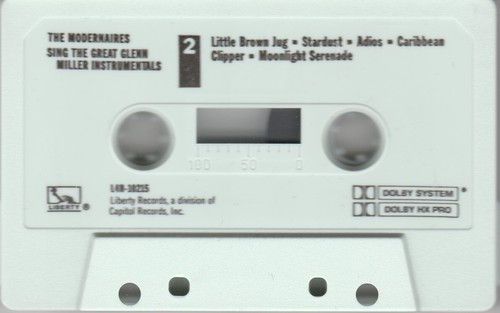 THE MODERNAIRES
SING THE GREAT GLENN
MILLER INSTRUMENTALS
2
Little Brown Jug ▪ Stardust ▪ Adios ▪ Caribbean
Clipper ▪ Moonlight Serenade
100 50 0
L4N-10215
Liberty Records, a division of
Capitol Records, Inc.
LIBERTY ®
DOLBY SYSTEM ®
DOLBY HX PRO